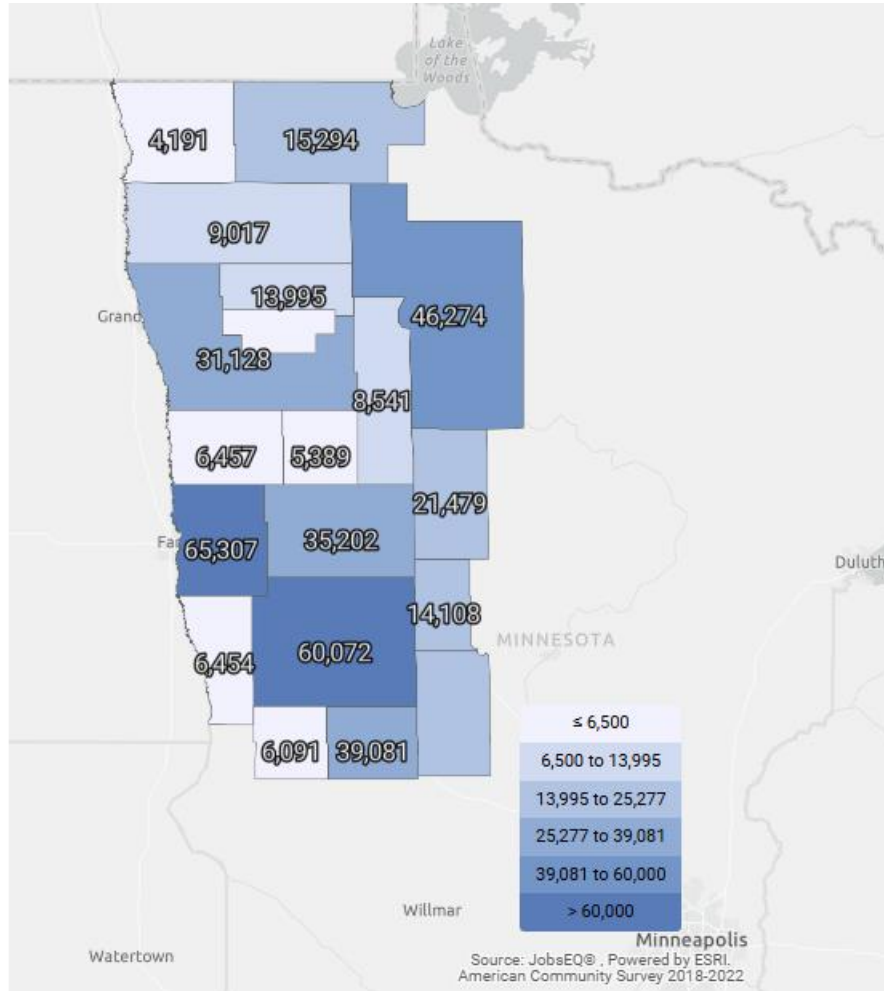 Lake
of the
Woods
4,191
15,294
9,017
13,995
46,274
Grand
31,128
8,541
6,457
5,389
21,479
65,307
35,202
Far
Duluth
14,108
MINNESOTA
6,454
60,072
6,091
39,081
≤ 6,500
6,500 to 13,995
13,995 to 25,277
25,277 to 39,081
39,081 to 60,000
> 60,000
Willmar
Minneapolis
Watertown
Source: JobsEQ® , Powered by ESRI.
American Community Survey 2018-2022